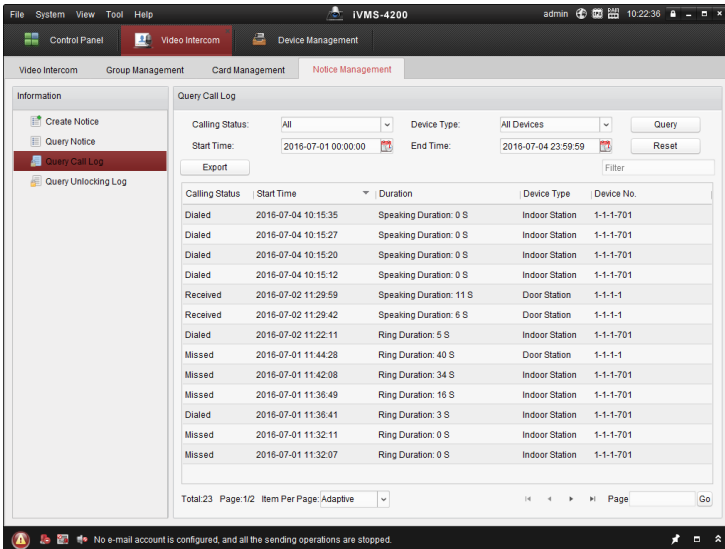 File System View Tool Help iVMS-4200 admin 10:22:36
Control Panel Video Intercom Device Management
Video Intercom Group Management Card Management Notice Management
Information Query Call Log
Create Notice
Query Notice
Query Call Log
Query Unlocking Log
Calling Status: All Device Type: All Devices Query
Start Time: 2016-07-01 00:00:00 End Time: 2016-07-04 23:59:59 Reset
Export Filter
Calling Status Start Time Duration Device Type Device No.
Dialed 2016-07-04 10:15:35 Speaking Duration: 0 S Indoor Station 1-1-1-701
Dialed 2016-07-04 10:15:27 Speaking Duration: 0 S Indoor Station 1-1-1-701
Dialed 2016-07-04 10:15:20 Speaking Duration: 0 S Indoor Station 1-1-1-701
Dialed 2016-07-04 10:15:12 Speaking Duration: 0 S Indoor Station 1-1-1-701
Received 2016-07-02 11:29:59 Speaking Duration: 11 S Door Station 1-1-1-1
Received 2016-07-02 11:29:42 Speaking Duration: 6 S Door Station 1-1-1-1
Dialed 2016-07-02 11:22:11 Ring Duration: 5 S Indoor Station 1-1-1-701
Missed 2016-07-01 11:44:28 Ring Duration: 40 S Door Station 1-1-1-1
Missed 2016-07-01 11:42:08 Ring Duration: 34 S Indoor Station 1-1-1-701
Missed 2016-07-01 11:36:49 Ring Duration: 16 S Indoor Station 1-1-1-701
Dialed 2016-07-01 11:36:41 Ring Duration: 3 S Indoor Station 1-1-1-701
Missed 2016-07-01 11:32:11 Ring Duration: 0 S Indoor Station 1-1-1-701
Missed 2016-07-01 11:32:07 Ring Duration: 0 S Indoor Station 1-1-1-701
Total:23 Page:1/2 Item Per Page: Adaptive Page Go
No e-mail account is configured, and all the sending operations are stopped.